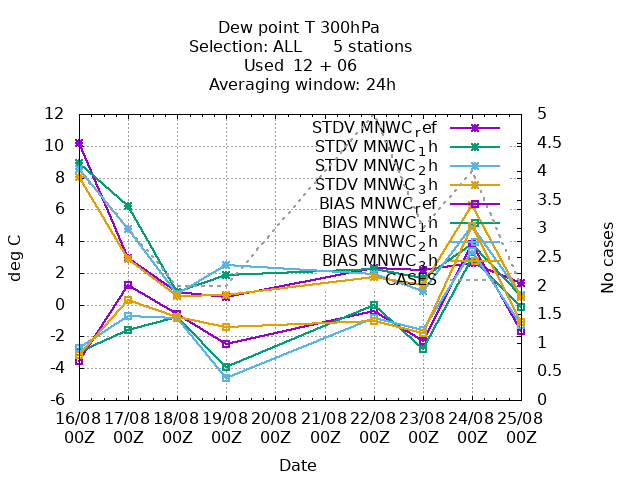 Dew point T 300hPa
Selection: ALL 5 stations
Used 12 + 06
Averaging window: 24h
deg C
12
10
8
6
4
2
0
-2
-4
-6
STDV MNWC_ref
STDV MNWC_1h
STDV MNWC_2h
STDV MNWC_3h
BIAS MNWC_ref
BIAS MNWC_1h
BIAS MNWC_2h
BIAS MNWC_3h
CASES
5
4.5
4
3.5
3
2.5
2
1.5
1
0.5
0
No cases
16/08 17/08 18/08 19/08 20/08 21/08 22/08 23/08 24/08 25/08
00Z 00Z 00Z 00Z 00Z 00Z 00Z 00Z 00Z 00Z
Date